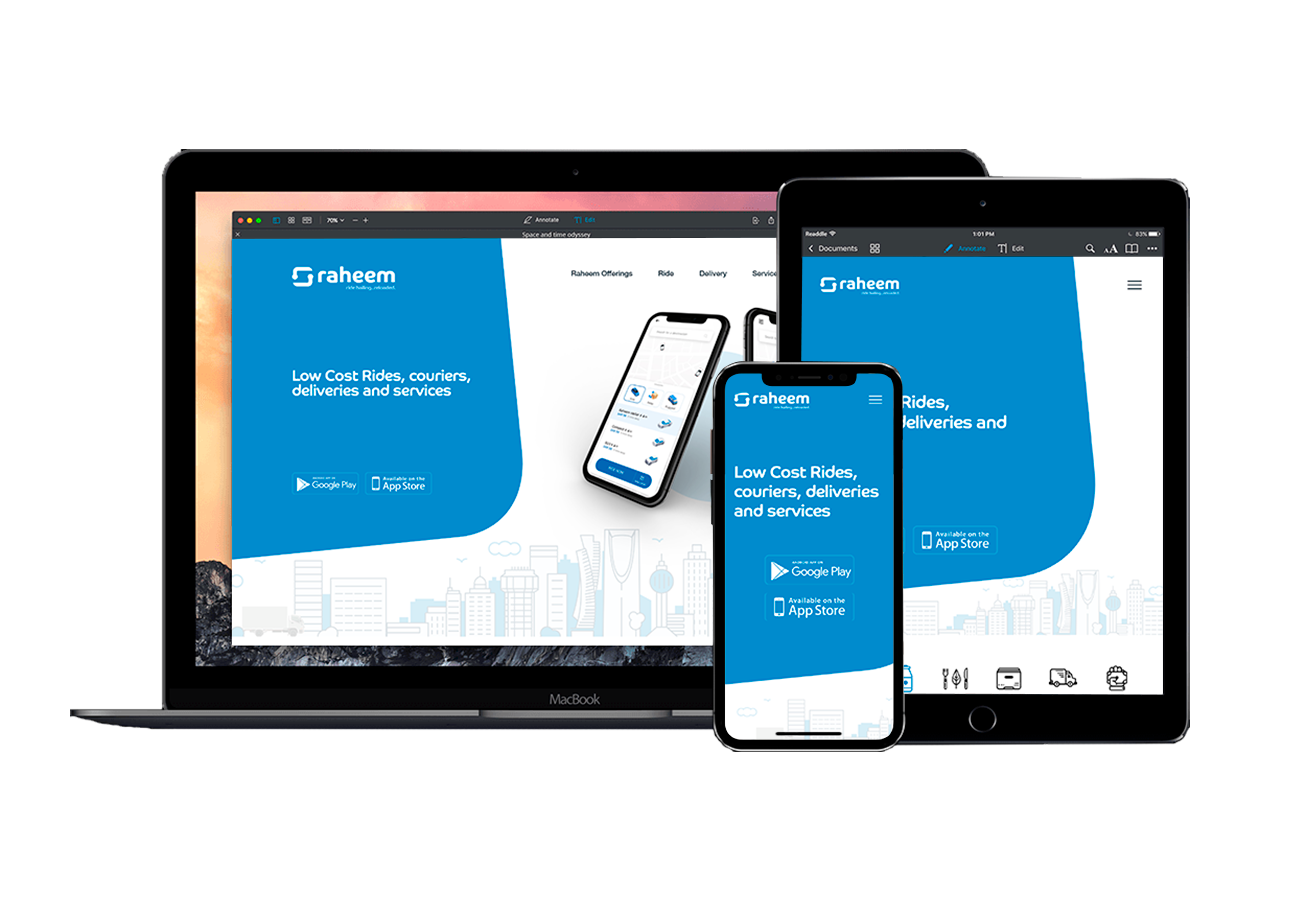 70%
Annotate
Edit
Space and time odyssey
raheem
ride hailing, reloaded.
Raheem Offerings
Ride
Delivery
Service
Low Cost Rides, couriers,
deliveries and services
Google Play
Available on the
App Store
MacBook
Readdle
1:01 PM
83%
Documents
Annotate
Edit
AA
raheem
ride hailing, reloaded.
Rides,
deliveries and
Available on the
App Store
raheem
ride hailing, reloaded.
Low Cost Rides,
couriers, deliveries
and services
Google Play
Available on the
App Store